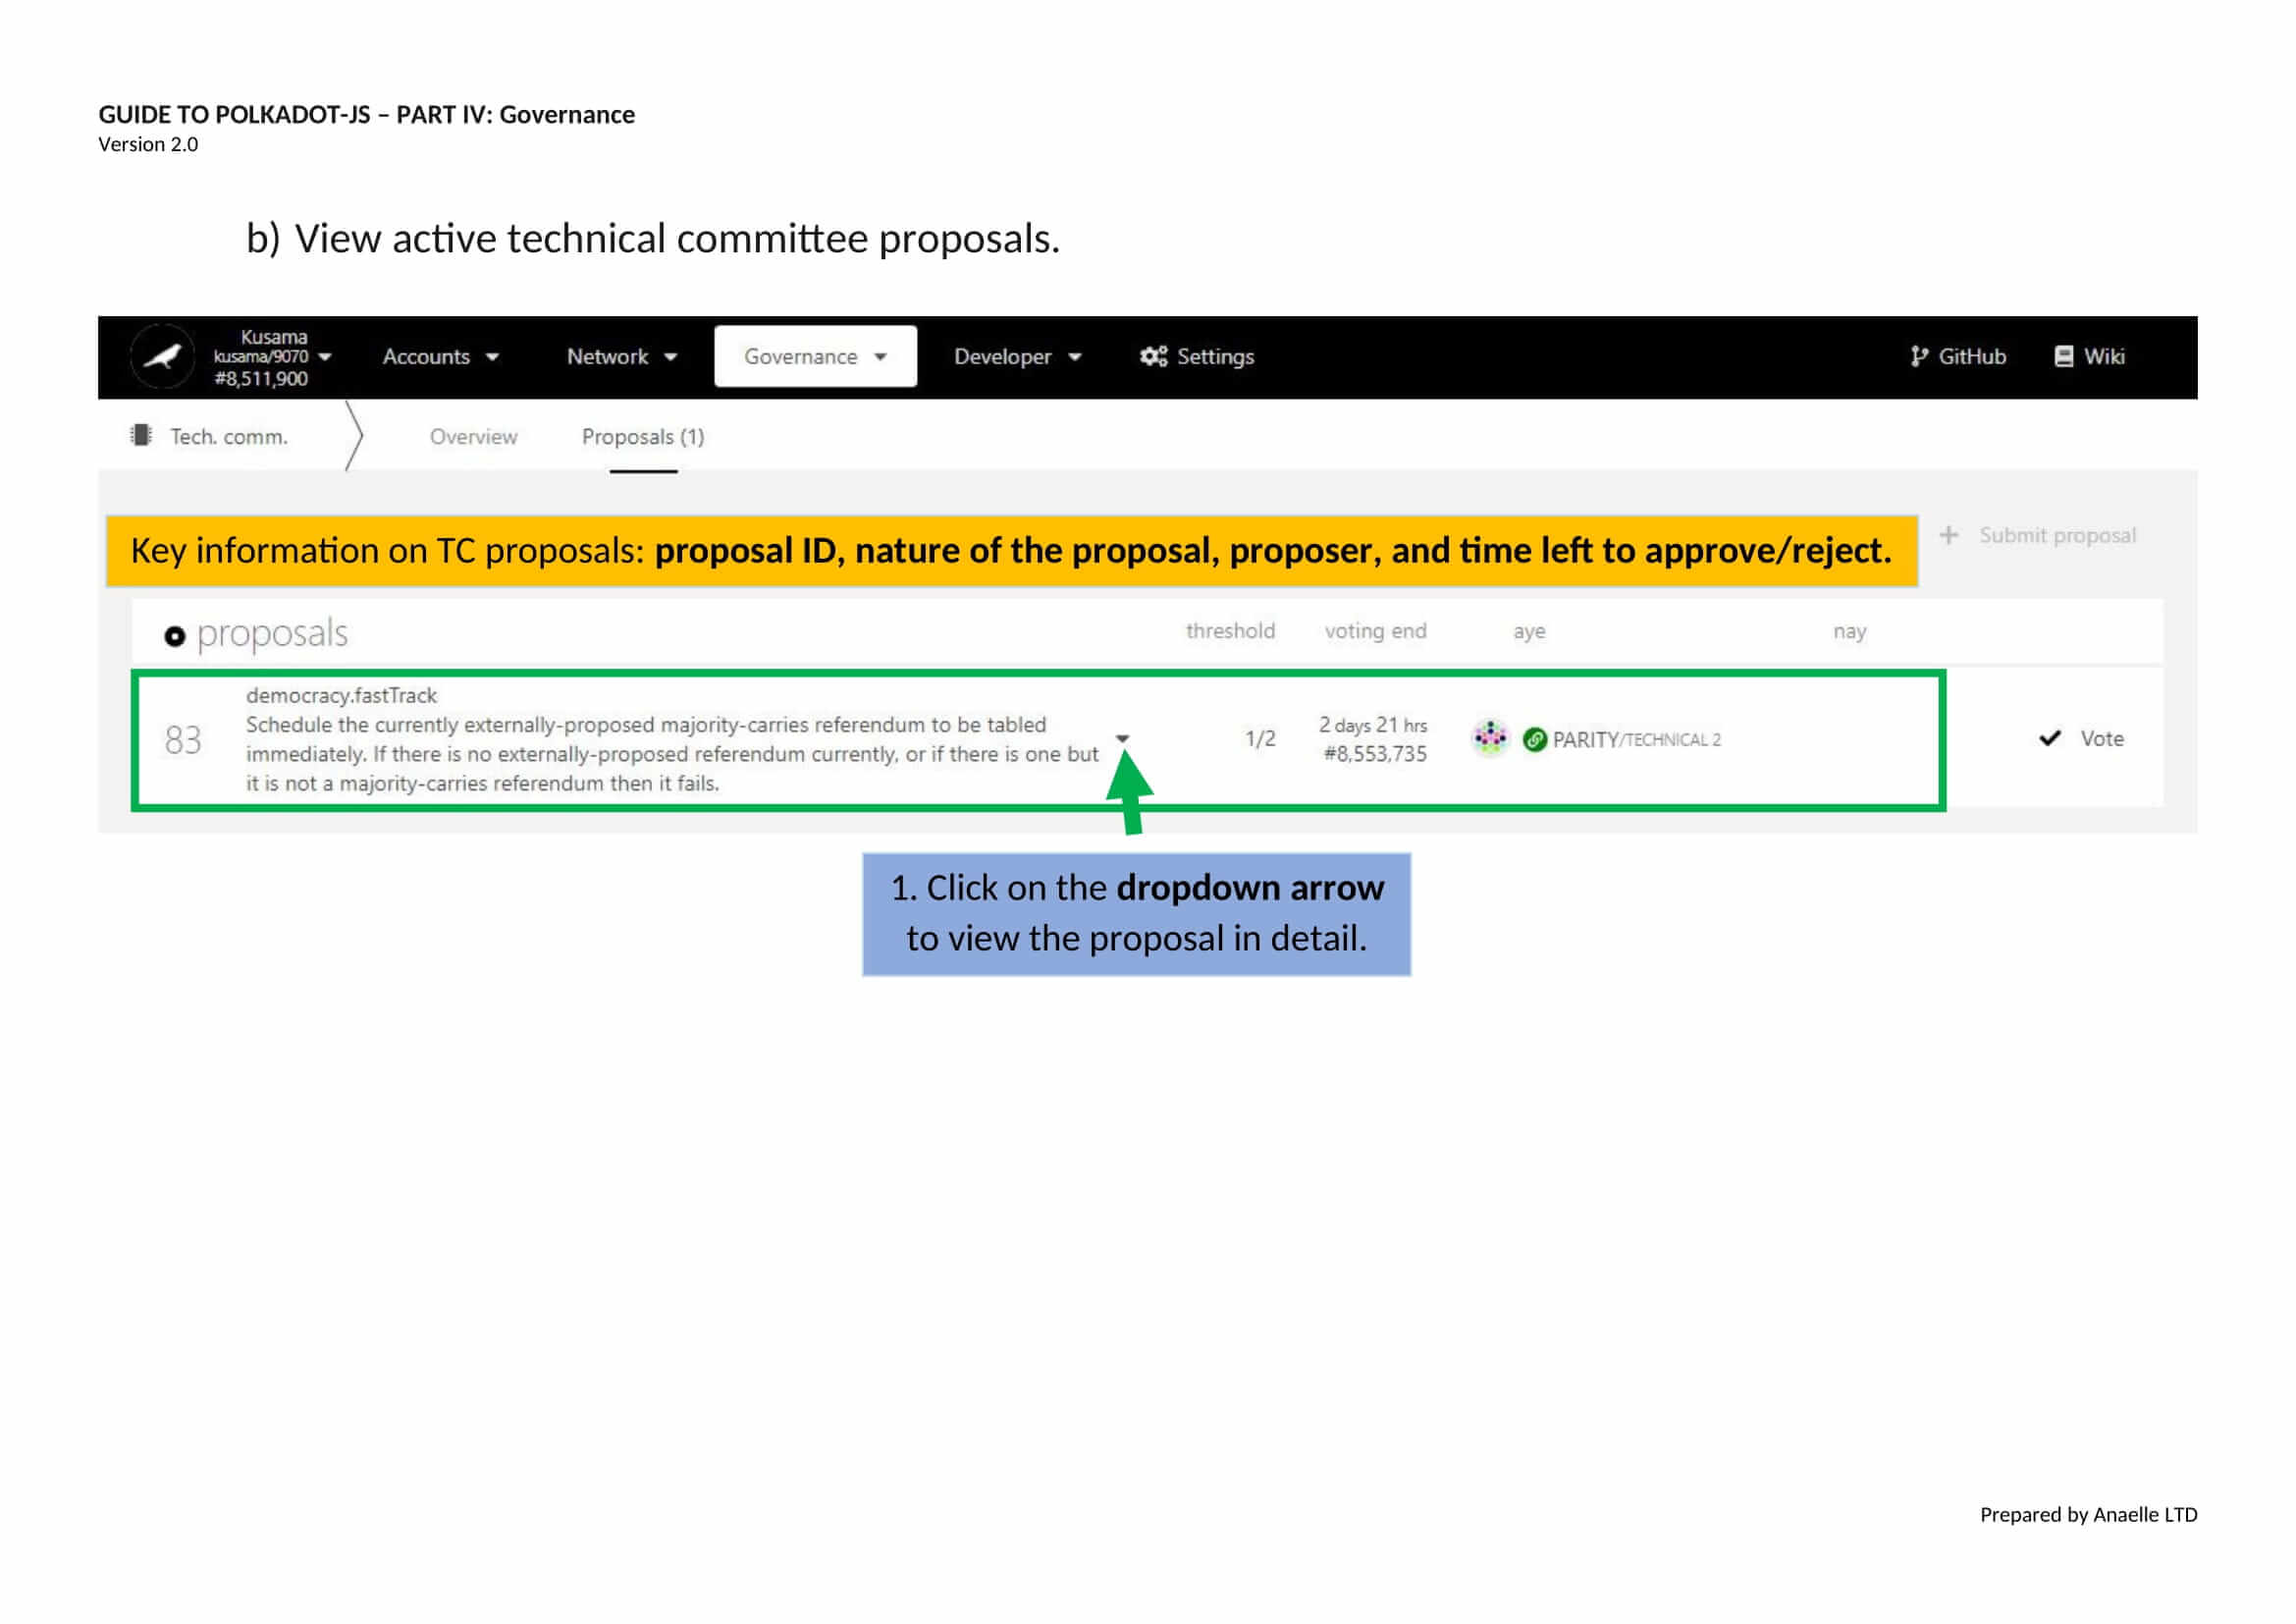 GUIDE TO POLKADOT-JS – PART IV: Governance
Version 2.0
b) View active technical committee proposals.
Kusama
kusama/9070
#8,511,900
Accounts
Network
Governance
Developer
Settings
GitHub
Wiki
Tech. comm.
Overview
Proposals (1)
Key information on TC proposals: proposal ID, nature of the proposal, proposer, and time left to approve/reject.
+ Submit proposal
proposals
threshold
voting end
aye
nay
83
democracy.fastTrack
Schedule the currently externally-proposed majority-carries referendum to be tabled
immediately. If there is no externally-proposed referendum currently, or if there is one but
it is not a majority-carries referendum then it fails.
1/2
2 days 21 hrs
#8,553,735
PARITY/TECHNICAL 2
Vote
1. Click on the dropdown arrow
to view the proposal in detail.
Prepared by Anaelle LTD